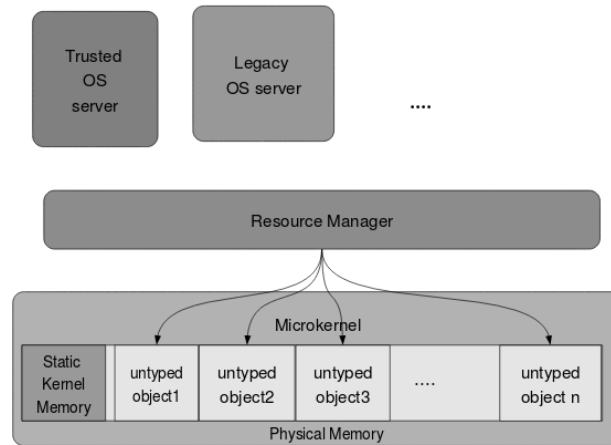 Trusted
OS
server
Legacy
OS server
....
Resource Manager
Microkernel
Static
Kernel
Memory
untyped
object1
untyped
object2
untyped
object3
....
untyped
object n
Physical Memory